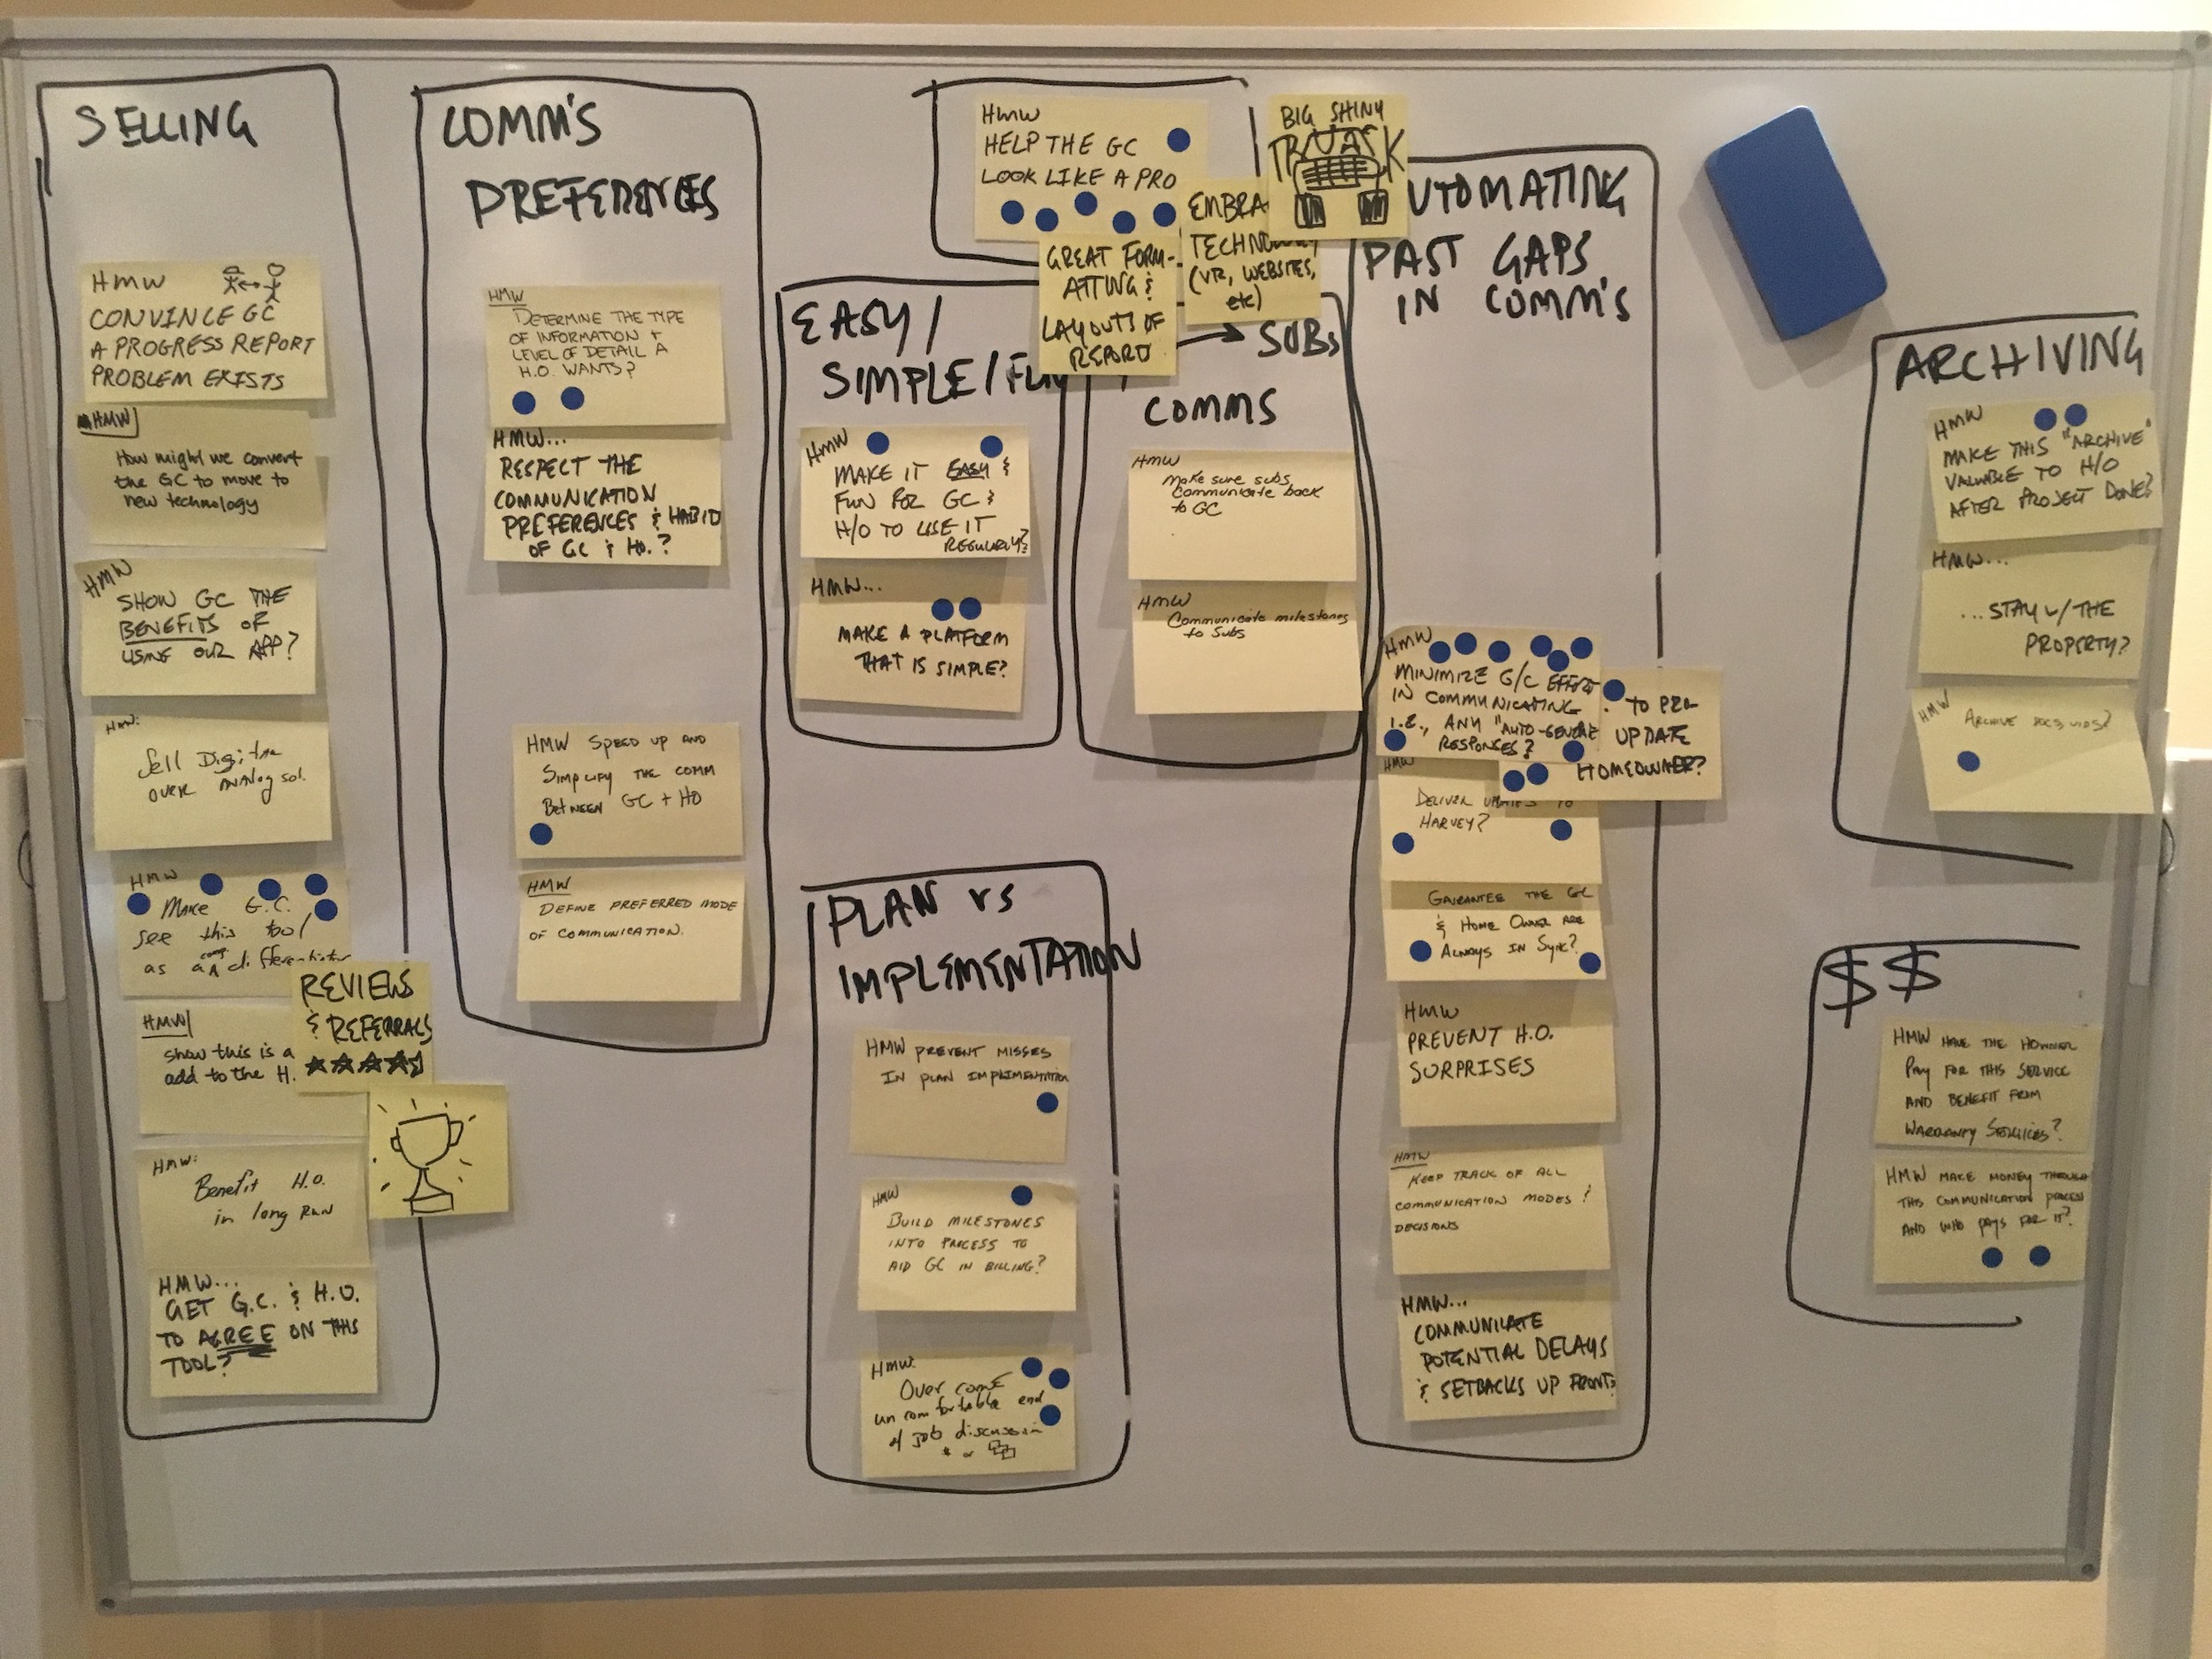 SELLING
HMW
CONVINCE GC
A PROGRESS REPORT
PROBLEM EXISTS
HMW
How might we convert
the GC to move to
new technology
HMW
SHOW GC THE
BENEFITS OF
USING OUR APP?
HMW:
Sell Digital
over Analog sol.
HMW
Make G.C.
see this tool
as a comp differentiator
REVIEWS
& REFERRALS
HMW
show this is a
add to the H.
HMW:
Benefit H.O.
in long RUN
HMW...
GET G.C. & H.O.
TO AGREE ON THIS
TOOL?
COMM'S
PREFERENCES
HMW
DETERMINE THE TYPE
OF INFORMATION +
LEVEL OF DETAIL A
H.O. WANTS?
HMW...
RESPECT THE
COMMUNICATION
PREFERENCES & HABITS
OF GC & HO.?
HMW SPEED UP AND
SIMPLIFY THE COMM
BETWEEN GC + HO
HMW
DEFINE PREFERRED MODE
OF COMMUNICATION.
HMW
HELP THE GC
LOOK LIKE A PRO
GREAT FORM-
ATTING &
LAYOUTS OF
REPORT
EMBRA
TECHNOLOGY
(VR, WEBSITES,
etc)
BIG SHINY
TRUCK
EASY/
SIMPLE/FUN
HMW
MAKE IT EASY &
FUN FOR GC &
H/O TO USE IT
REGULARLY?
HMW...
MAKE A PLATFORM
THAT IS SIMPLE?
SUBS
COMMS
HMW
Make sure subs
communicate back
to GC
HMW
Communicate milestones
to subs
PLAN vs
IMPLEMENTATION
HMW PREVENT MISSES
IN PLAN IMPLIMENTATION
HMW
BUILD MILESTONES
INTO PROCESS TO
AID GC IN BILLING?
HMW:
Over come
uncomfortable end
of job discussion
$ or
UTOMATING
PAST GAPS
IN COMM'S
HMW
MINIMIZE G/C EFFORT
IN COMMUNICATING
I.E., ANY "AUTO-GENERATE
RESPONSES?
TO PRE-
UPDATE
HOMEOWNER?
HMW
DELIVER UPDATES TO
HARVEY?
GUARANTEE THE GC
& HOME OWNER ARE
ALWAYS IN SYNC?
HMW
PREVENT H.O.
SURPRISES
HMW
KEEP TRACK OF ALL
COMMUNICATION MODES &
DECISIONS
HMW...
COMMUNICATE
POTENTIAL DELAYS
& SETBACKS UP FRONT?
ARCHIVING
HMW
MAKE THIS "ARCHIVE"
VALUABLE TO H/O
AFTER PROJECT DONE?
HMW...
...STAY W/ THE
PROPERTY?
HMW
ARCHIVE DOCS, VIDS?
$$
HMW HAVE THE HOWNER
PAY FOR THIS SERVICE
AND BENEFIT FROM
WARRANTY SERVICES?
HMW MAKE MONEY THROUGH
THIS COMMUNICATION PROCESS
AND WHO PAYS FOR IT?